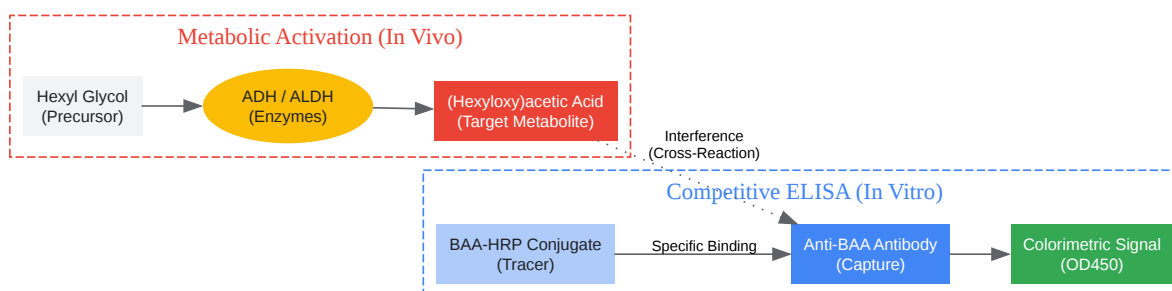 Metabolic Activation (In Vivo)
Hexyl Glycol
(Precursor)
ADH / ALDH
(Enzymes)
(Hexyloxy)acetic Acid
(Target Metabolite)
Interference
(Cross-Reaction)
Competitive ELISA (In Vitro)
BAA-HRP Conjugate
(Tracer)
Specific Binding
Anti-BAA Antibody
(Capture)
Colorimetric Signal
(OD450)